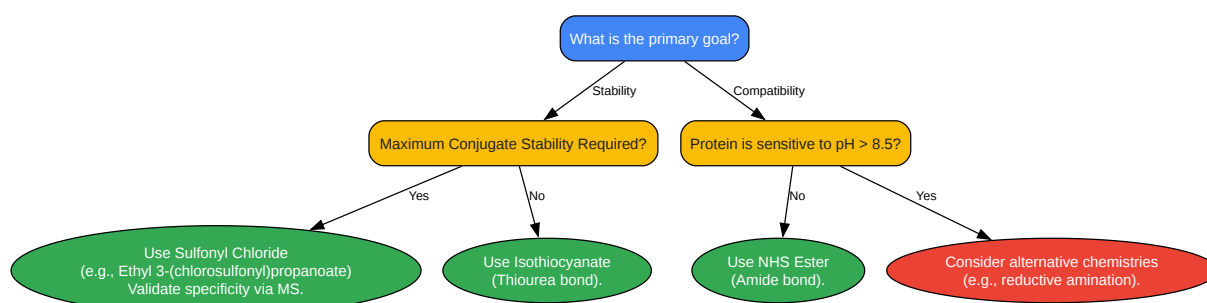 What is the primary goal?
Stability
Compatibility
Maximum Conjugate Stability Required?
Protein is sensitive to pH > 8.5?
Yes
No
No
Yes
Use Sulfonyl Chloride
(e.g., Ethyl 3-(chlorosulfonyl)propanoate)
Validate specificity via MS.
Use Isothiocyanate
(Thiourea bond).
Use NHS Ester
(Amide bond).
Consider alternative chemistries
(e.g., reductive amination).